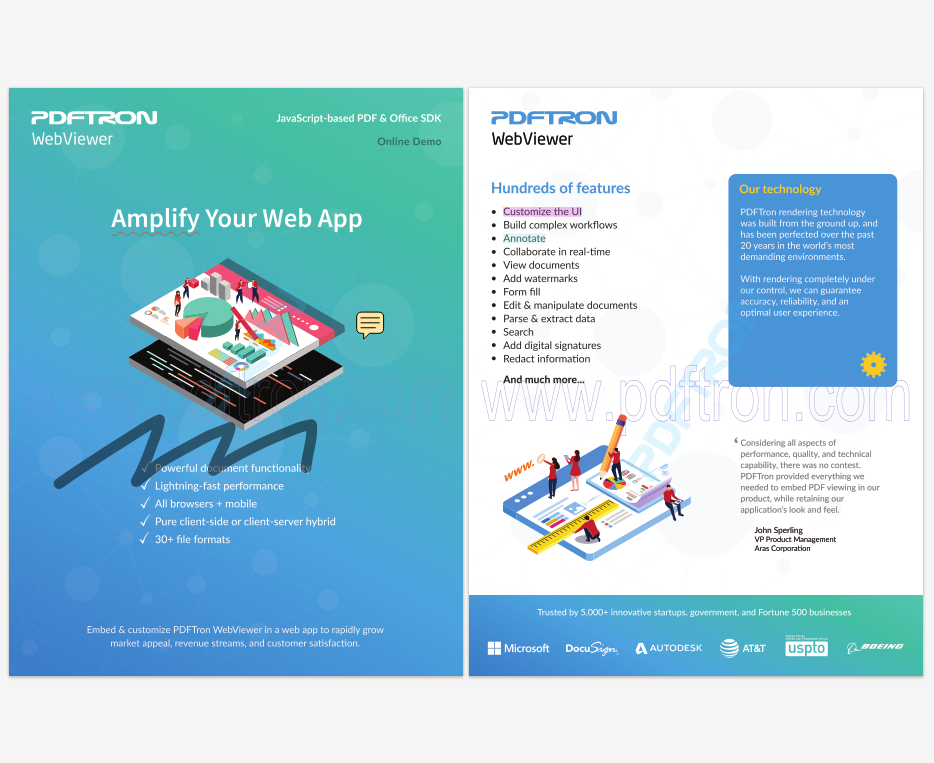 PDFTRON
WebViewer
JavaScript-based PDF & Office SDK
Online Demo
Amplify Your Web App
✓ Powerful document functionality
✓ Lightning-fast performance
✓ All browsers + mobile
✓ Pure client-side or client-server hybrid
✓ 30+ file formats
Embed & customize PDFTron WebViewer in a web app to rapidly grow
market appeal, revenue streams, and customer satisfaction.
www.pdftron.com
PDFTRON
WebViewer
Hundreds of features
• Customize the UI
• Build complex workflows
• Annotate
• Collaborate in real-time
• View documents
• Add watermarks
• Form fill
• Edit & manipulate documents
• Parse & extract data
• Search
• Add digital signatures
• Redact information
And much more...
Our technology
PDFTron rendering technology
was built from the ground up, and
has been perfected over the past
20 years in the world's most
demanding environments.
With rendering completely under
our control, we can guarantee
accuracy, reliability, and an
optimal user experience.
www.pdftron.com
PDFTRON
www.
‘ Considering all aspects of
performance, quality, and technical
capability, there was no contest.
PDFTron provided everything we
needed to embed PDF viewing in our
product, while retaining our
application's look and feel.
John Sperling
VP Product Management
Aras Corporation
Trusted by 5,000+ innovative startups, government, and Fortune 500 businesses
Microsoft
DocuSign
AUTODESK
AT&T
uspto
BOEING